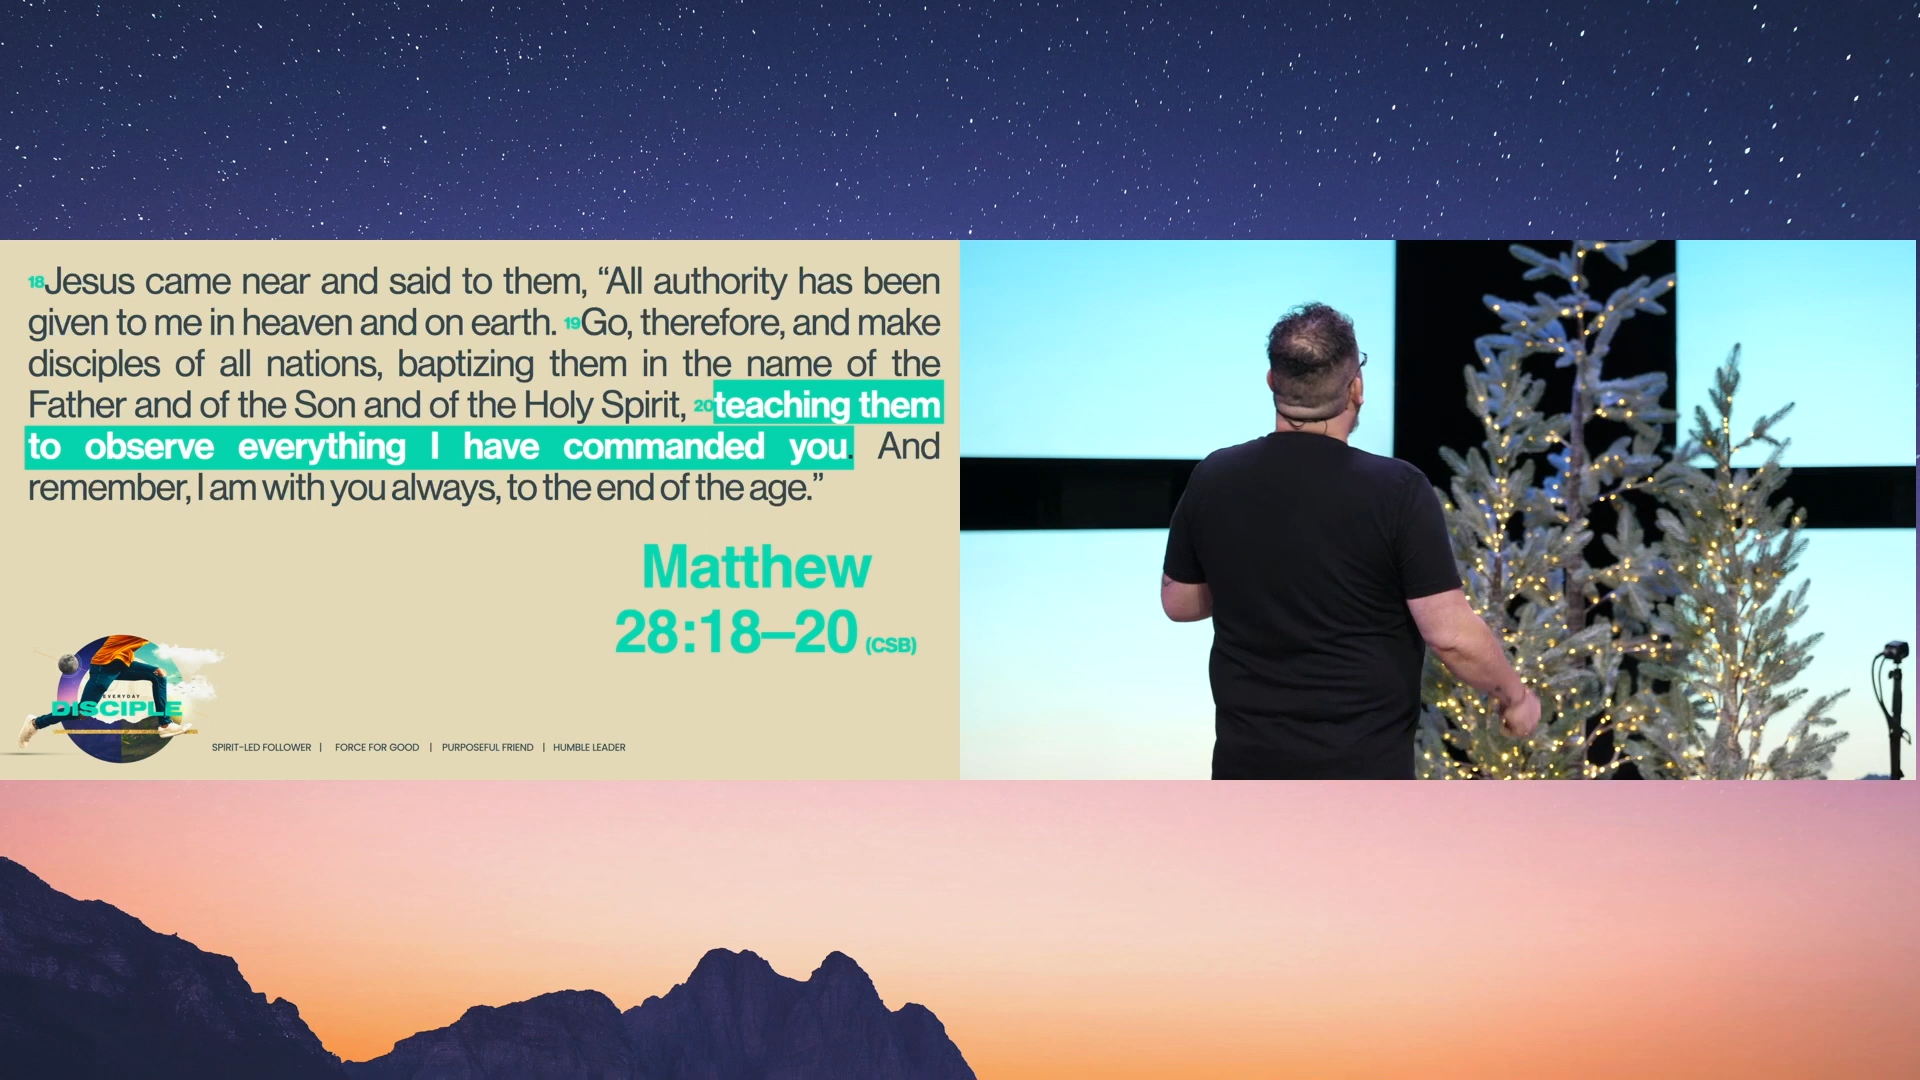 18Jesus came near and said to them, “All authority has been
given to me in heaven and on earth. 19Go, therefore, and make
disciples of all nations, baptizing them in the name of the
Father and of the Son and of the Holy Spirit, 20teaching them
to observe everything I have commanded you. And
remember, I am with you always, to the end of the age.”
Matthew
28:18–20 (CSB)
EVERYDAY
DISCIPLE
SPIRIT-LED FOLLOWER | FORCE FOR GOOD | PURPOSEFUL FRIEND | HUMBLE LEADER